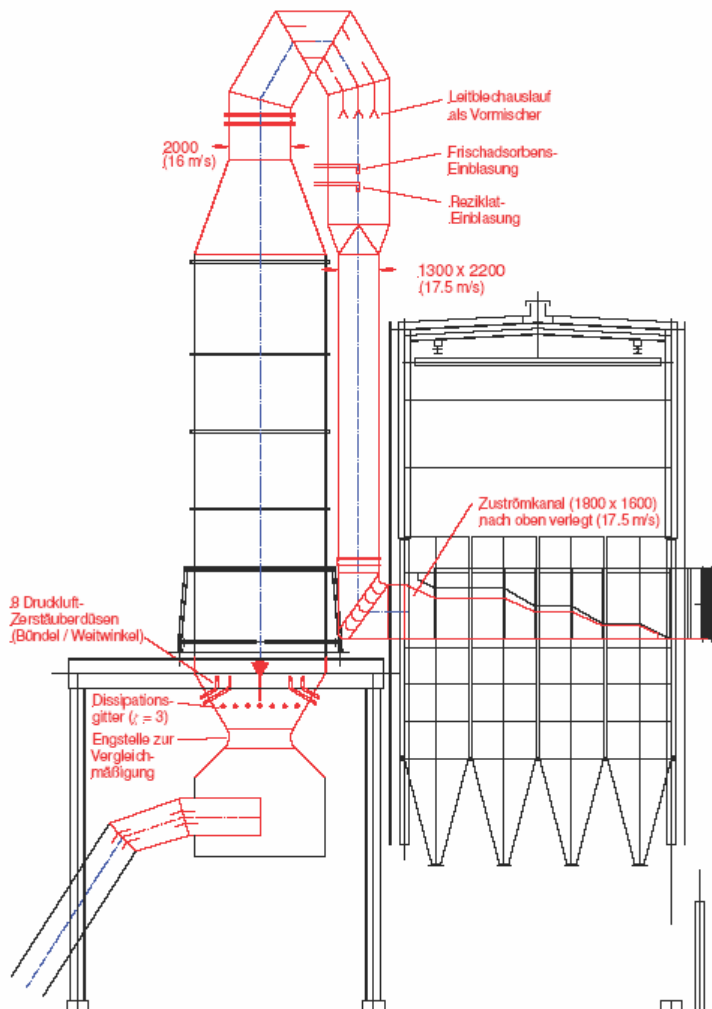 Leitblechauslauf
als Vormischer
2000
(16 m/s)
Frischadsorbens-
Einblasung
Reziklat-
Einblasung
1300 x 2200
(17.5 m/s)
Zuströmkanal (1800 x 1600)
nach oben verlegt (17.5 m/s)
8 Druckluft-
Zerstäuberdüsen
(Bündel / Weitwinkel)
Dissipations-
gitter (ζ = 3)
Engstelle zur
Vergleich-
mäßigung